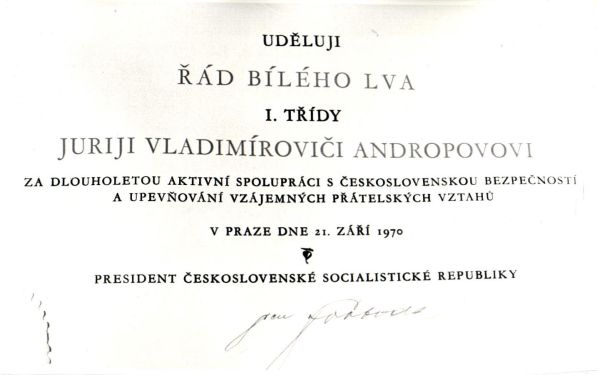 UDĚLUJI
ŘÁD BÍLÉHO LVA
I. TŘÍDY
JURIJI VLADIMÍROVIČI ANDROPOVOVI
ZA DLOUHOLETOU AKTIVNÍ SPOLUPRÁCI S ČESKOSLOVENSKOU BEZPEČNOSTÍ
A UPEVŇOVÁNÍ VZÁJEMNÝCH PŘÁTELSKÝCH VZTAHŮ
V PRAZE DNE 21. ZÁŘÍ 1970
PRESIDENT ČESKOSLOVENSKÉ SOCIALISTICKÉ REPUBLIKY